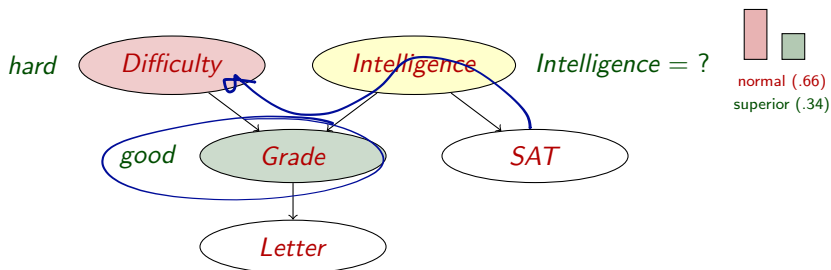 hard Difficulty Intelligence Intelligence = ?
normal (.66)
superior (.34)
good Grade SAT
Letter